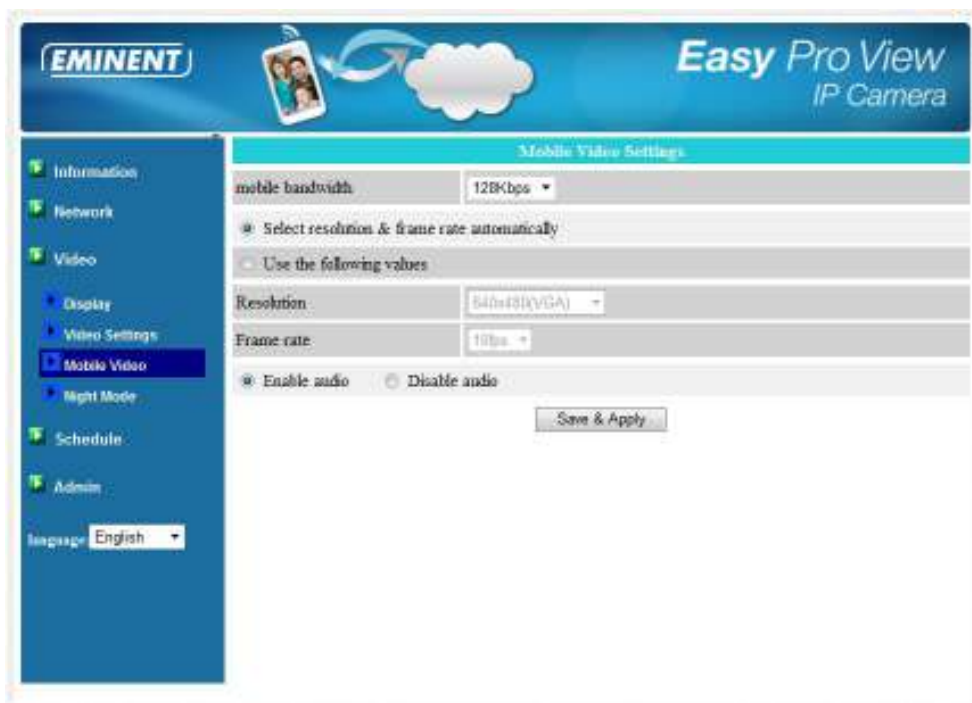 EMINENT
Easy Pro View
IP Camera
Information
Network
Video
Display
Video Settings
Mobile Video
Night Mode
Schedule
Admin
language English
Mobile Video Settings
mobile bandwidth 128Kbps
Select resolution & frame rate automatically
Use the following values
Resolution 640x480(VGA)
Frame rate
Enable audio Disable audio
Save & Apply